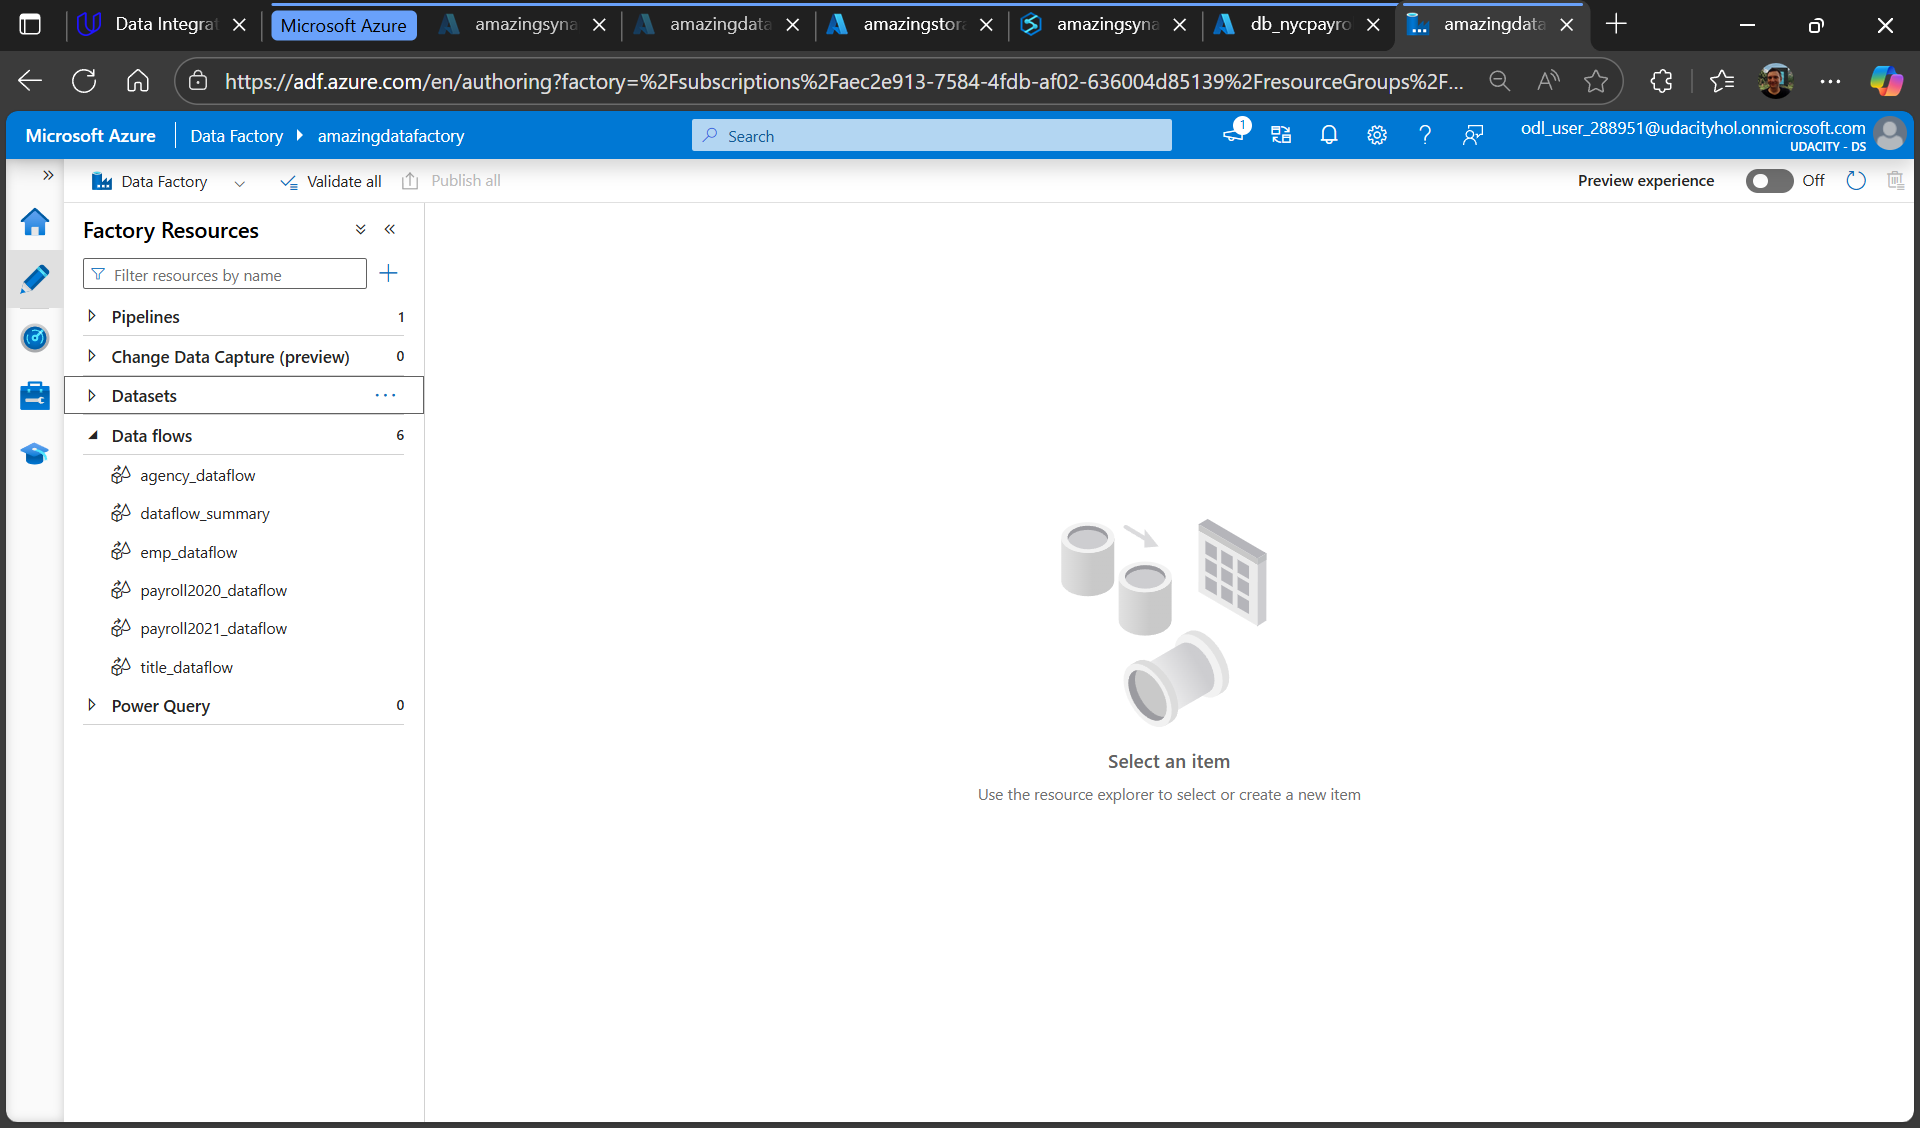 Data Integrat
Microsoft Azure
amazingsyna
amazingdata
amazingstora
amazingsyna
db_nycpayro
amazingdata
https://adf.azure.com/en/authoring?factory=%2Fsubscriptions%2Faec2e913-7584-4fdb-af02-636004d85139%2FresourceGroups%2F...
Microsoft Azure
Data Factory
amazingdatafactory
Search
1
odl_user_288951@udacityhol.onmicrosoft.com
UDACITY - DS
Data Factory
Validate all
Publish all
Preview experience
Off
Factory Resources
Filter resources by name
Pipelines 1
Change Data Capture (preview) 0
Datasets
Data flows 6
agency_dataflow
dataflow_summary
emp_dataflow
payroll2020_dataflow
payroll2021_dataflow
title_dataflow
Power Query 0
Select an item
Use the resource explorer to select or create a new item